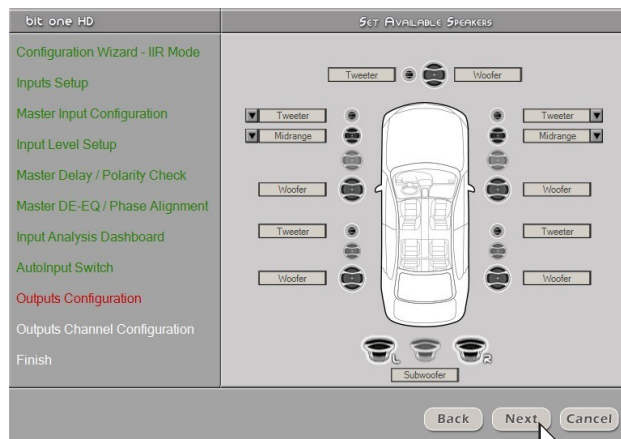 bit one HD
Set Available Speakers
Configuration Wizard - IIR Mode
Inputs Setup
Master Input Configuration
Input Level Setup
Master Delay / Polarity Check
Master DE-EQ / Phase Alignment
Input Analysis Dashboard
AutoInput Switch
Outputs Configuration
Outputs Channel Configuration
Finish
Tweeter Woofer
Tweeter Tweeter
Midrange Midrange
Woofer Woofer
Tweeter Tweeter
Woofer Woofer
L R
Subwoofer
Back Next Cancel